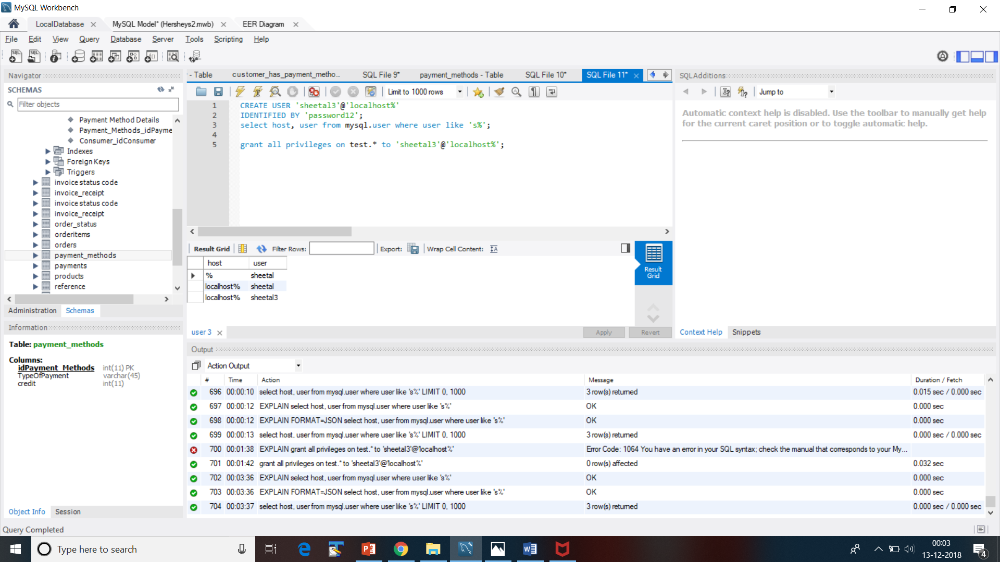 MySQL Workbench
LocalDatabase
MySQL Model* (Hersheys2.mwb)
EER Diagram
File Edit View Query Database Server Tools Scripting Help
Navigator
SCHEMAS
Filter objects
Payment Method Details
Payment_Methods_idPayme
Consumer_idConsumer
Indexes
Foreign Keys
Triggers
invoice status code
invoice_receipt
invoice status code
invoice_receipt
order_status
orderitems
orders
payment_methods
payments
products
reference
Administration Schemas
Information
Table: payment_methods
Columns:
idPayment_Methods int(11) PK
TypeOfPayment varchar(45)
credit int(11)
Object Info Session
Query Completed
- Table
customer_has_payment_metho...
SQL File 9*
payment_methods - Table
SQL File 10*
SQL File 11*
Limit to 1000 rows
1 CREATE USER 'sheetal3'@'localhost%'
2 IDENTIFIED BY 'password12';
3 select host, user from mysql.user where user like 's%';
4
5 grant all privileges on test.* to 'sheetal3'@'localhost%';
Result Grid Filter Rows: Export: Wrap Cell Content:
host user
% sheetal
localhost% sheetal
localhost% sheetal3
Result
Grid
user 3
Apply Revert
SQLAdditions
Jump to
Automatic context help is disabled. Use the toolbar to manually get help
for the current caret position or to toggle automatic help.
Context Help Snippets
Output
Action Output
# Time Action Message Duration / Fetch
696 00:00:10 select host, user from mysql.user where user like 's%' LIMIT 0, 1000 3 row(s) returned 0.015 sec / 0.000 sec
697 00:00:12 EXPLAIN select host, user from mysql.user where user like 's%' OK 0.000 sec
698 00:00:12 EXPLAIN FORMAT=JSON select host, user from mysql.user where user like 's%' OK 0.000 sec
699 00:00:13 select host, user from mysql.user where user like 's%' LIMIT 0, 1000 3 row(s) returned 0.000 sec / 0.000 sec
700 00:01:38 EXPLAIN grant all privileges on test.* to 'sheetal3'@'localhost%' Error Code: 1064 You have an error in your SQL syntax; check the manual that corresponds to your My...
701 00:01:42 grant all privileges on test.* to 'sheetal3'@'localhost%' 0 row(s) affected 0.032 sec
702 00:03:36 EXPLAIN select host, user from mysql.user where user like 's%' OK 0.000 sec
703 00:03:36 EXPLAIN FORMAT=JSON select host, user from mysql.user where user like 's%' OK 0.000 sec
704 00:03:37 select host, user from mysql.user where user like 's%' LIMIT 0, 1000 3 row(s) returned 0.000 sec / 0.000 sec
Type here to search
00:03
13-12-2018
4